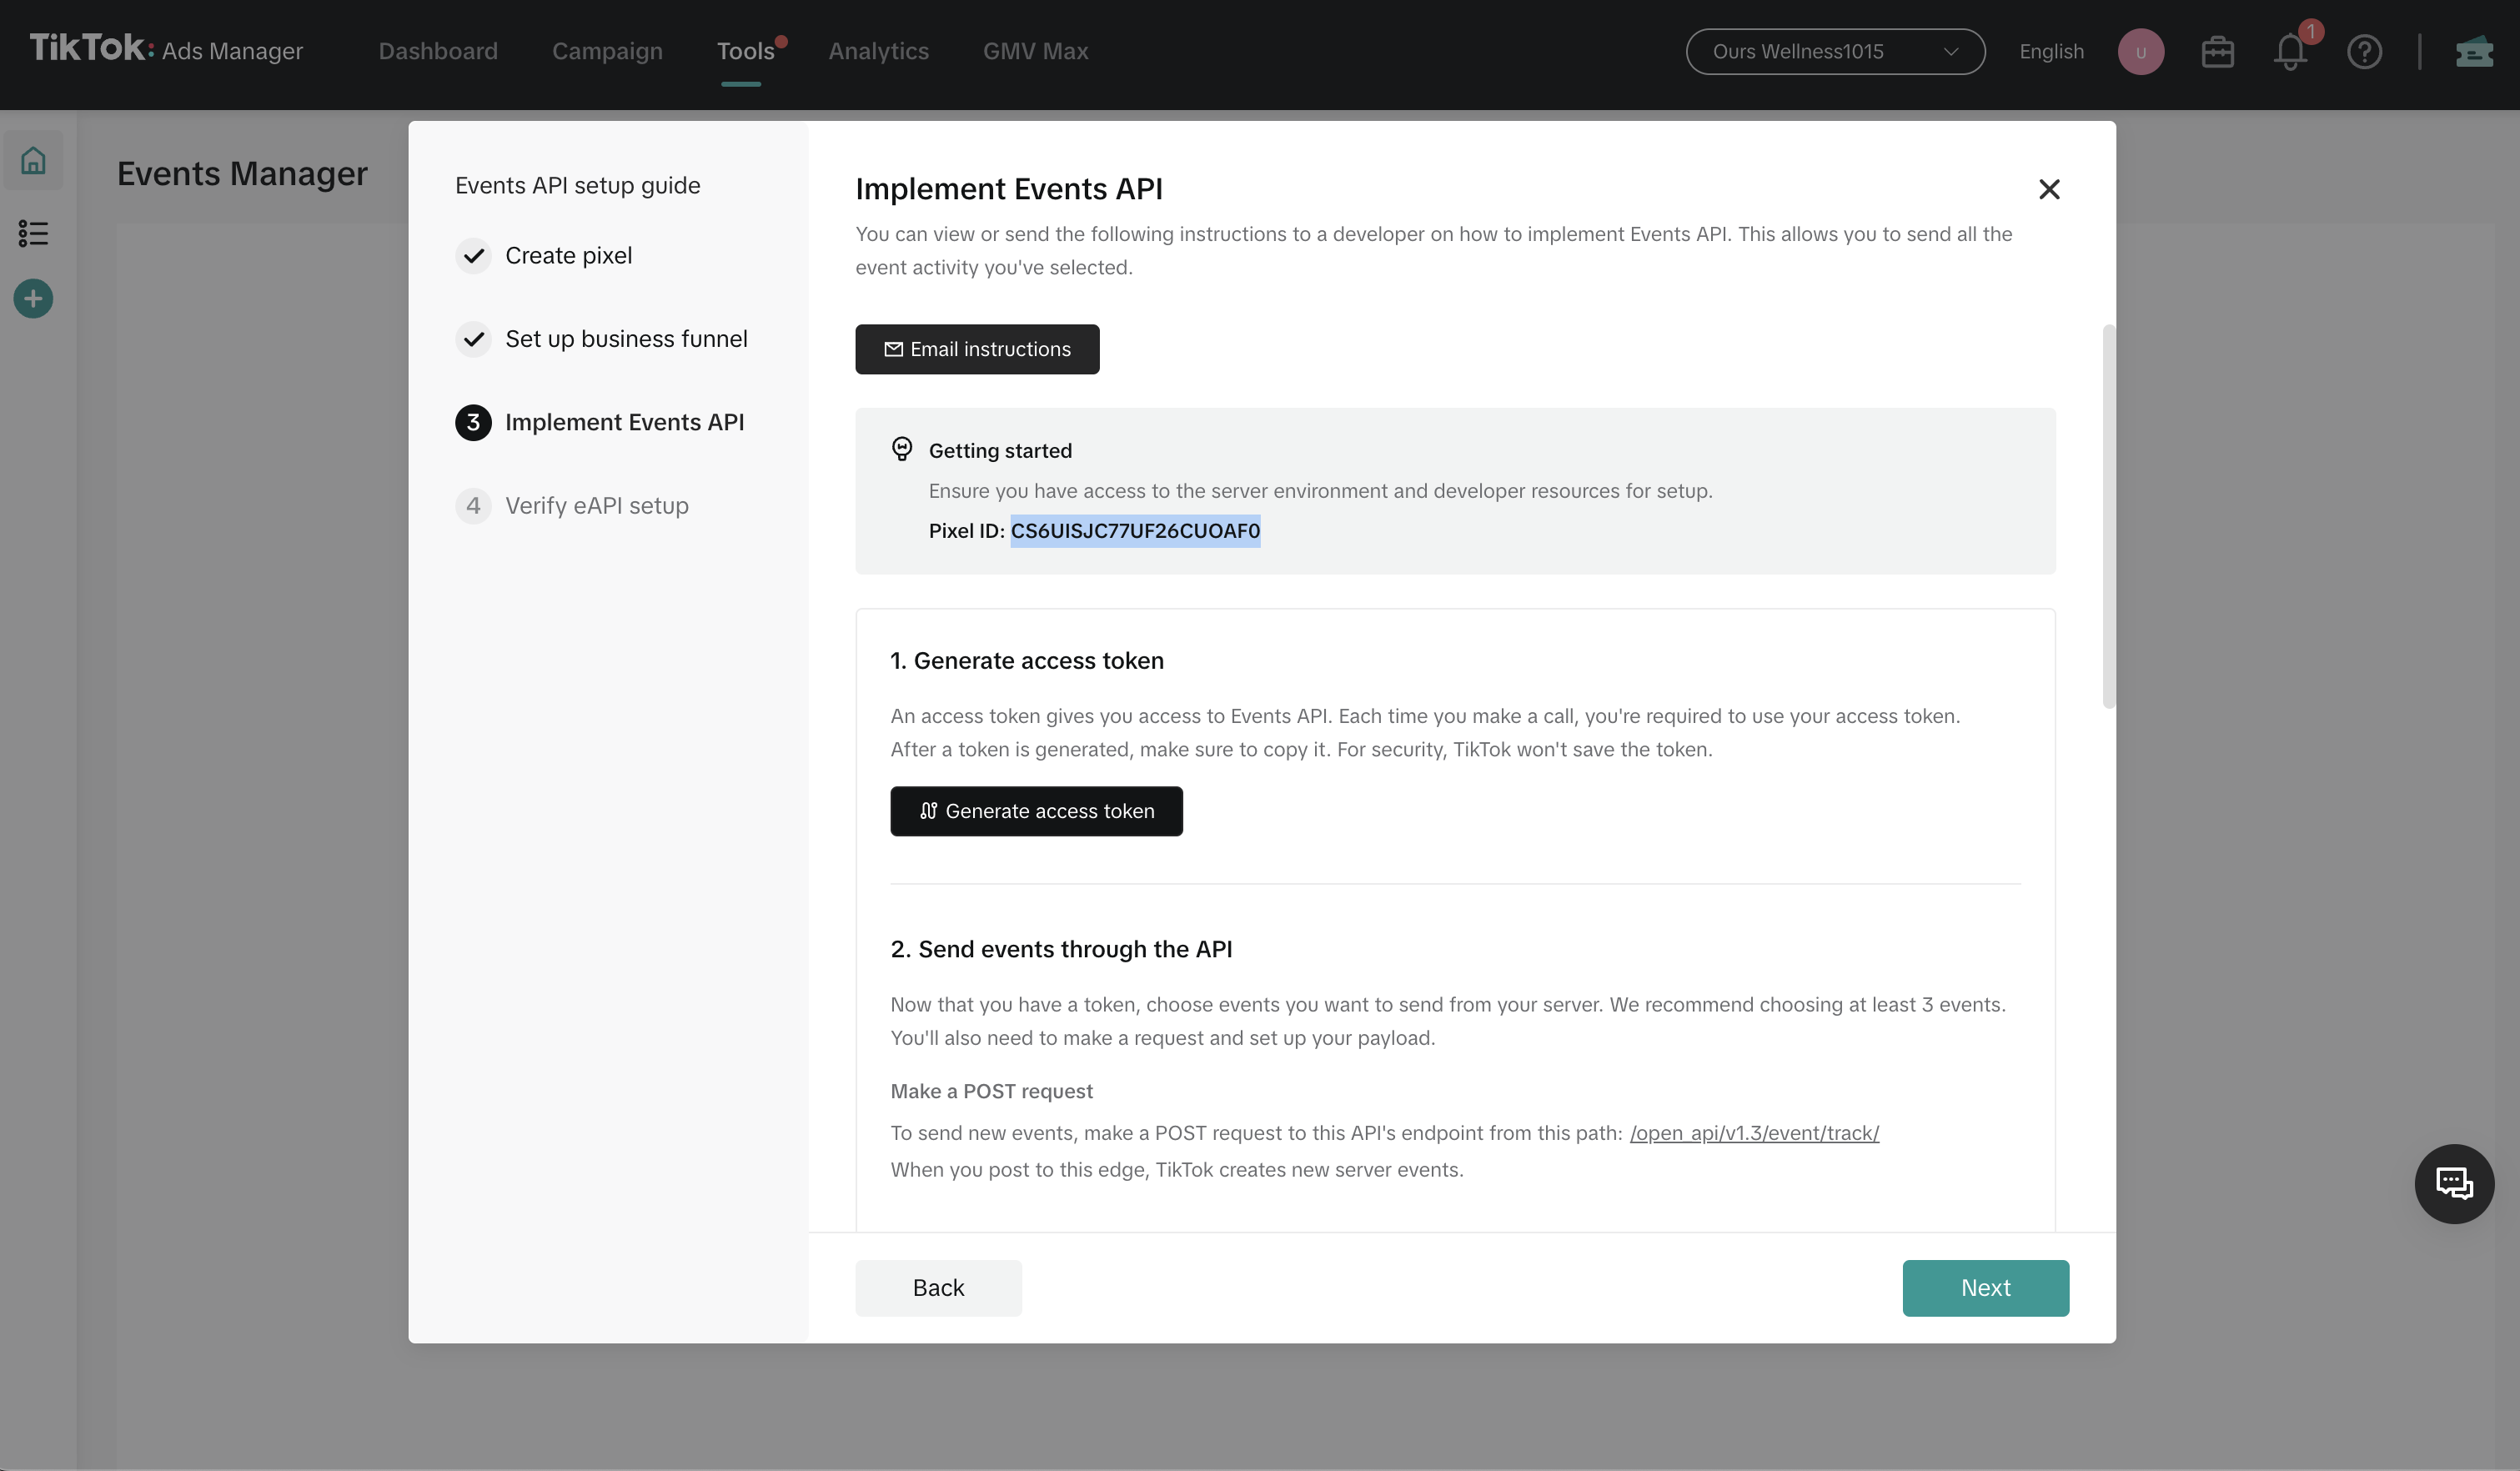 TikTok: Ads Manager
Dashboard
Campaign
Tools
Analytics
GMV Max
Ours Wellness1015
English
U
1
Events Manager
Events API setup guide
Create pixel
Set up business funnel
3 Implement Events API
4 Verify eAPI setup
Implement Events API
You can view or send the following instructions to a developer on how to implement Events API. This allows you to send all the
event activity you've selected.
Email instructions
Getting started
Ensure you have access to the server environment and developer resources for setup.
Pixel ID: CS6UISJC77UF26CUOAF0
1. Generate access token
An access token gives you access to Events API. Each time you make a call, you're required to use your access token.
After a token is generated, make sure to copy it. For security, TikTok won't save the token.
Generate access token
2. Send events through the API
Now that you have a token, choose events you want to send from your server. We recommend choosing at least 3 events.
You'll also need to make a request and set up your payload.
Make a POST request
To send new events, make a POST request to this API's endpoint from this path: /open_api/v1.3/event/track/
When you post to this edge, TikTok creates new server events.
Back
Next